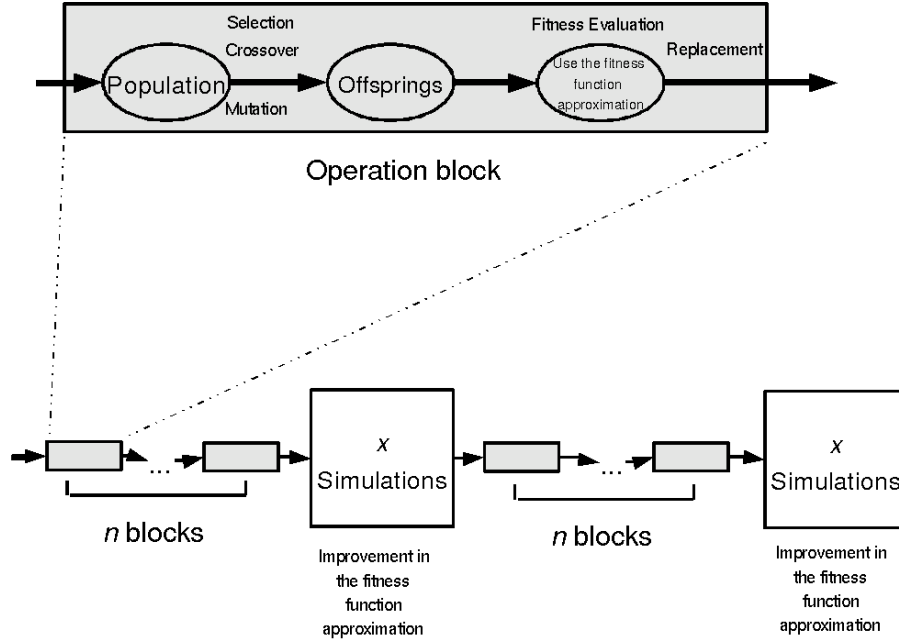 Selection
Crossover
Mutation
Fitness Evaluation
Replacement
Population
Offsprings
Use the fitness
function
approximation
Operation block
...
x
Simulations
...
x
Simulations
n blocks
n blocks
Improvement in
the fitness
function
approximation
Improvement in
the fitness
function
approximation